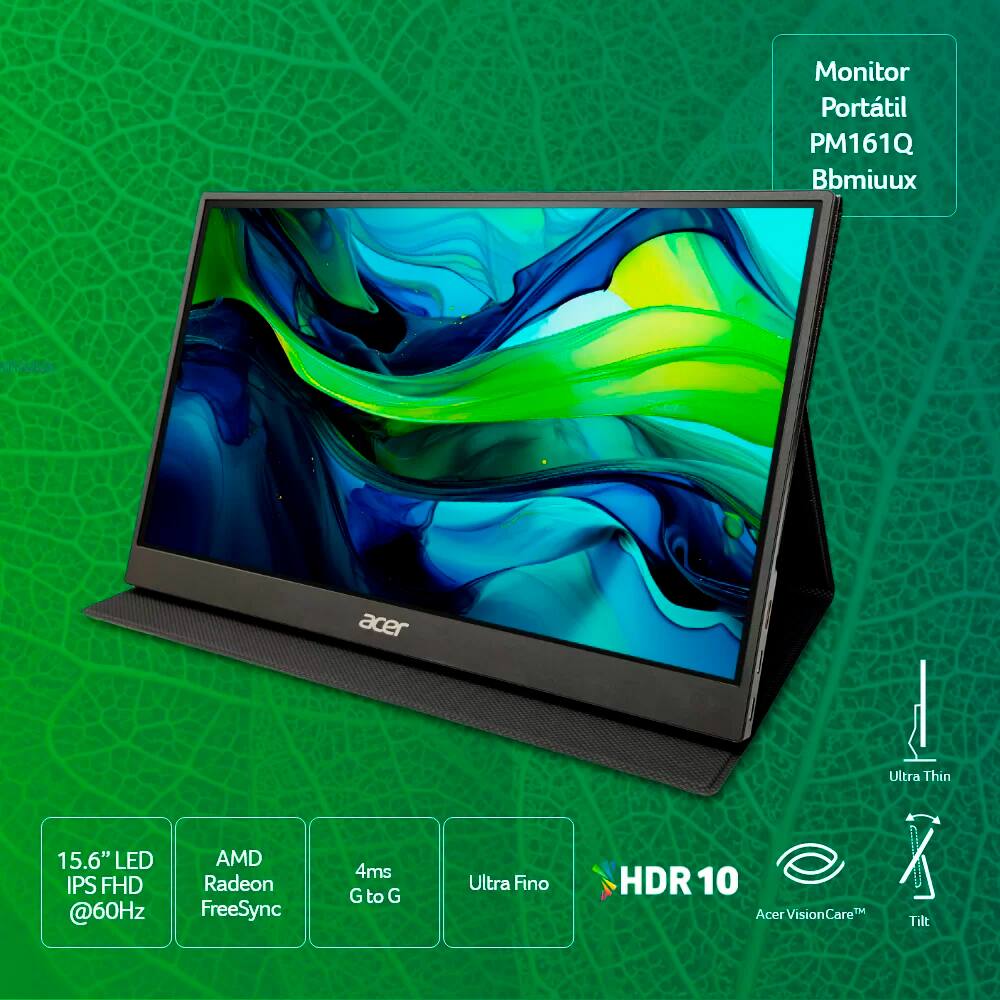 Monitor
Portátil
PM161Q
Bbmiuux
acer
Ultra Thin
15.6” LED
IPS FHD
@60Hz
AMD
Radeon
FreeSync
4ms
G to G
Ultra Fino
HDR 10
Acer VisionCare™
Tilt